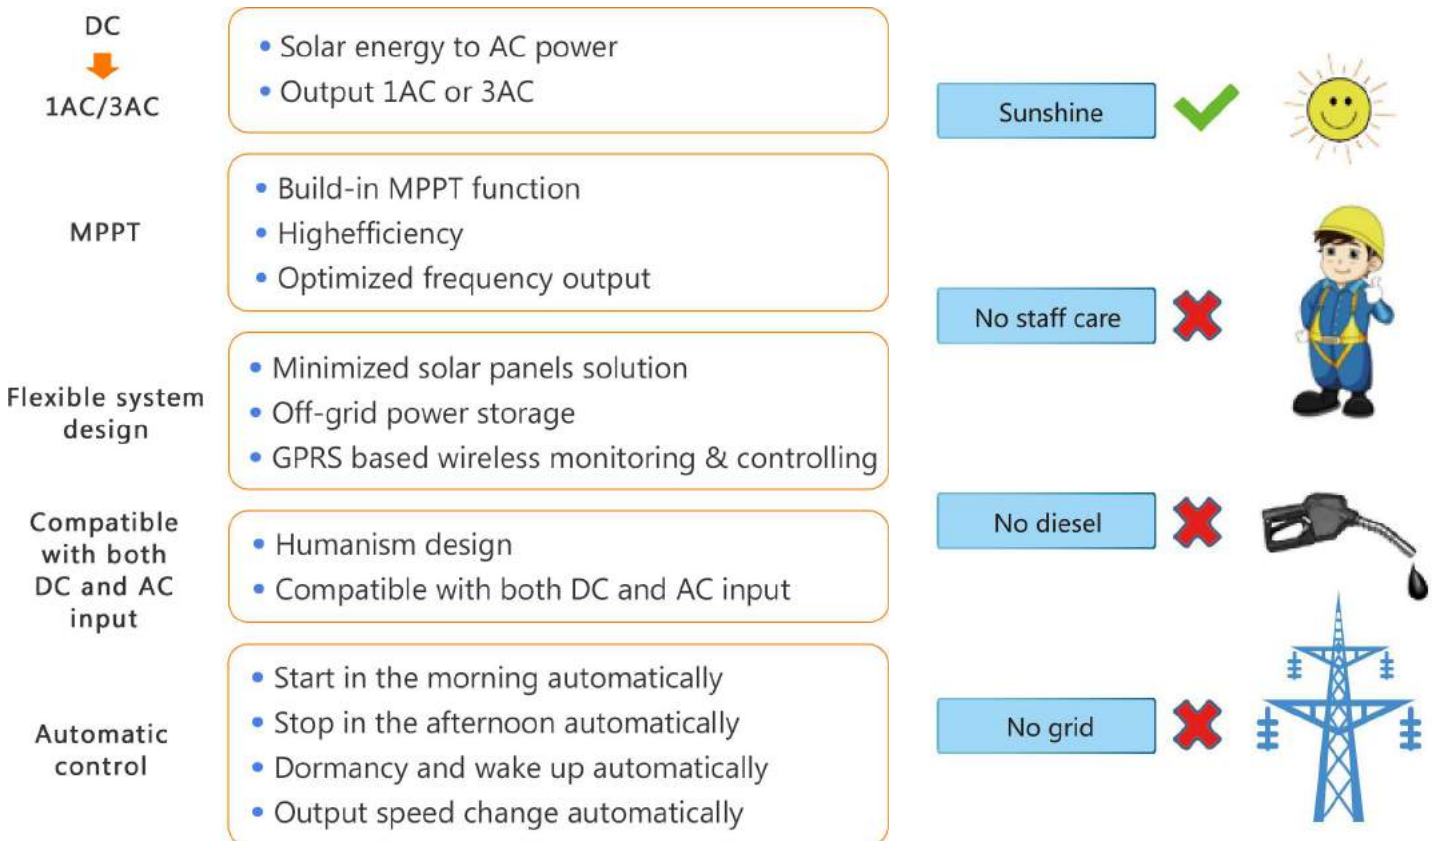 DC
1AC/3AC
• Solar energy to AC power
• Output 1AC or 3AC
MPPT
• Build-in MPPT function
• Highefficiency
• Optimized frequency output
Flexible system
design
• Minimized solar panels solution
• Off-grid power storage
• GPRS based wireless monitoring & controlling
Compatible
with both
DC and AC
input
• Humanism design
• Compatible with both DC and AC input
Automatic
control
• Start in the morning automatically
• Stop in the afternoon automatically
• Dormancy and wake up automatically
• Output speed change automatically
Sunshine
No staff care
No diesel
No grid